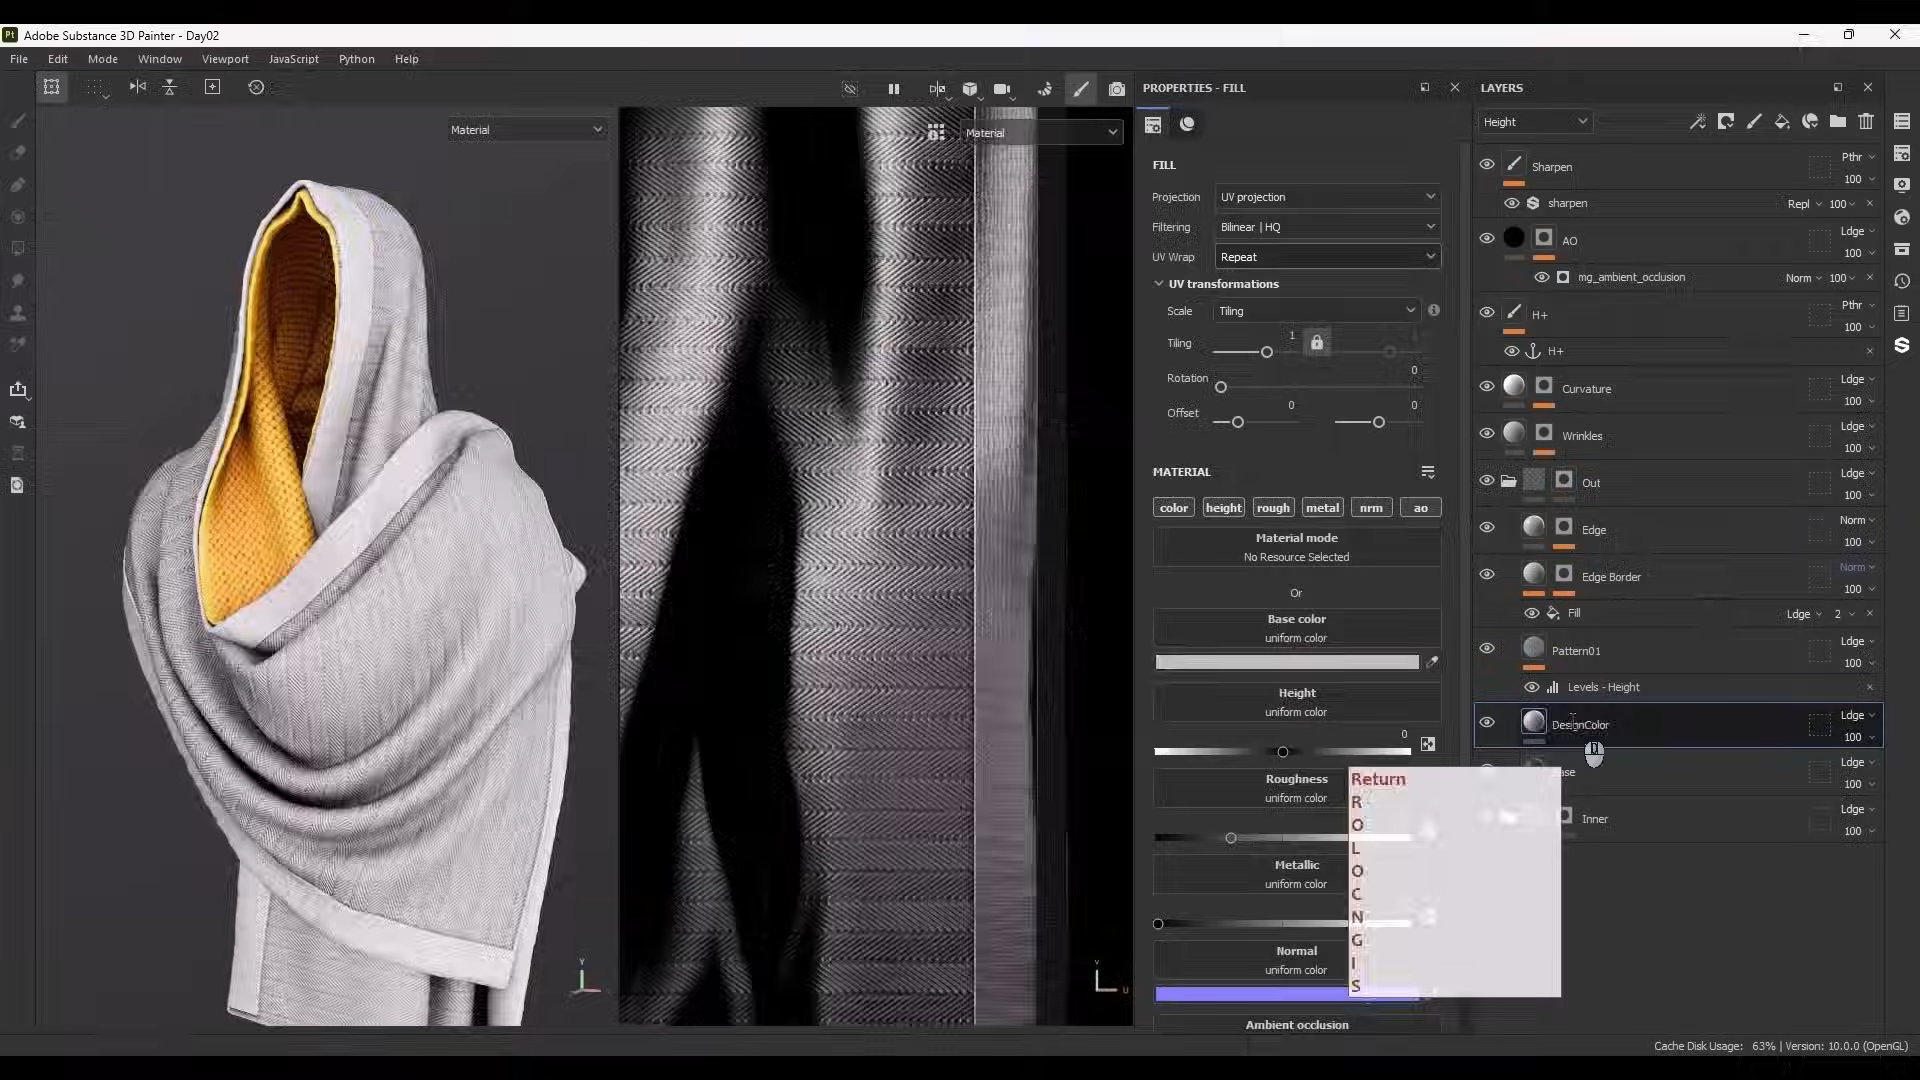 Pt Adobe Substance 3D Painter - Day02
File Edit Mode Window Viewport JavaScript Python Help
Material
Material
PROPERTIES - FILL
FILL
Projection UV projection
Filtering Bilinear | HQ
UV Wrap Repeat
UV transformations
Scale Tiling
Tiling 1
Rotation 0
Offset 0 0
MATERIAL
color height rough metal nrm ao
Material mode
No Resource Selected
Or
Base color
uniform color
Height
uniform color
0
Roughness
uniform color
Metallic
uniform color
Normal
uniform color
Ambient occlusion
Return
R
O
L
O
C
N
G
I
S
LAYERS
Height
Sharpen Pthr
100
sharpen Repl 100
AO Ldge
100
mg_ambient_occlusion Norm 100
H+ Pthr
100
H+
Curvature Ldge
100
Wrinkles Ldge
100
Out Ldge
100
Edge Norm
100
Edge Border Norm
100
Fill Ldge 2
Pattern01 Ldge
100
Levels - Height
DesignColor Ldge
100
Ldge
100
Inner Ldge
100
Cache Disk Usage: 63% | Version: 10.0.0 (OpenGL)
Y
U